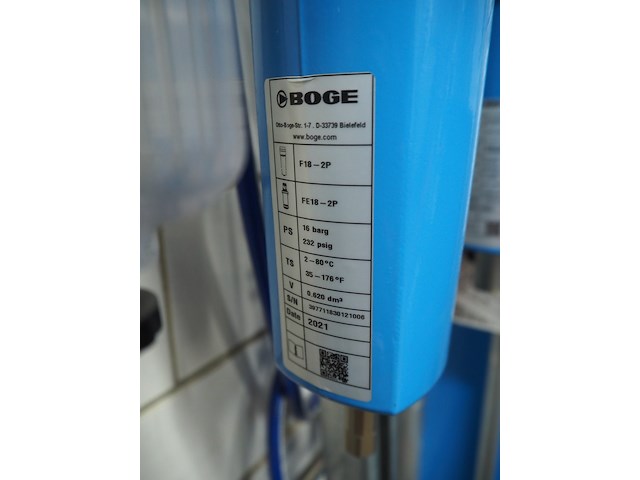 BOGE
Otto-Boge-Str. 1-7 . D-33739 Bielefeld
www.boge.com
F18-2P
FE18-2P
PS 16 barg
232 psig
TS 2-80°C
35-176°F
V 0.620 dm³
S/N 397711830121006
Date 2021